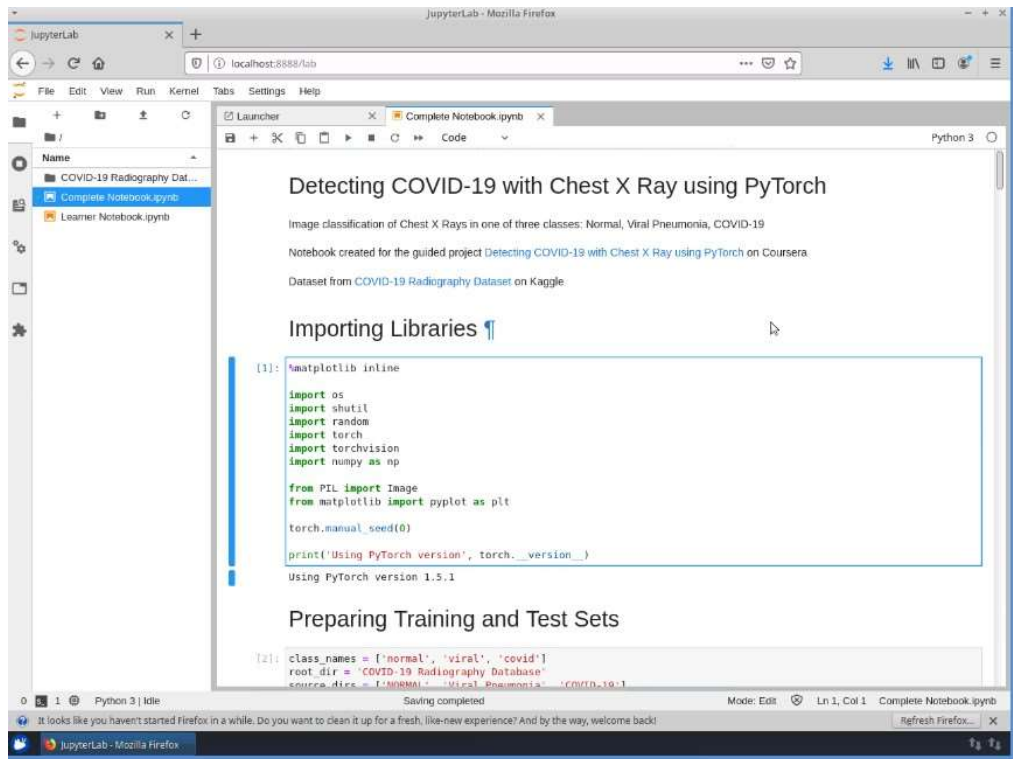 JupyterLab - Mozilla Firefox
JupyterLab
localhost:8888/lab
File Edit View Run Kernel Tabs Settings Help
Launcher
Complete Notebook.ipynb
Code
Python 3
/
Name
COVID-19 Radiography Dat...
Complete Notebook.ipynb
Learner Notebook.ipynb
Detecting COVID-19 with Chest X Ray using PyTorch
Image classification of Chest X Rays in one of three classes: Normal, Viral Pneumonia, COVID-19
Notebook created for the guided project Detecting COVID-19 with Chest X Ray using PyTorch on Coursera
Dataset from COVID-19 Radiography Dataset on Kaggle
Importing Libraries ¶
[1]: %matplotlib inline
import os
import shutil
import random
import torch
import torchvision
import numpy as np
from PIL import Image
from matplotlib import pyplot as plt
torch.manual_seed(0)
print('Using PyTorch version', torch.__version__)
Using PyTorch version 1.5.1
Preparing Training and Test Sets
[2]: class_names = ['normal', 'viral', 'covid']
root_dir = 'COVID-19 Radiography Database'
source_dirs = ['NORMAL', 'Viral Pneumonia', 'COVID-19']
0 1 Python 3 | Idle Saving completed Mode: Edit Ln 1, Col 1 Complete Notebook.ipynb
It looks like you haven't started Firefox in a while. Do you want to clean it up for a fresh, like-new experience? And by the way, welcome back! Refresh Firefox...
JupyterLab - Mozilla Firefox